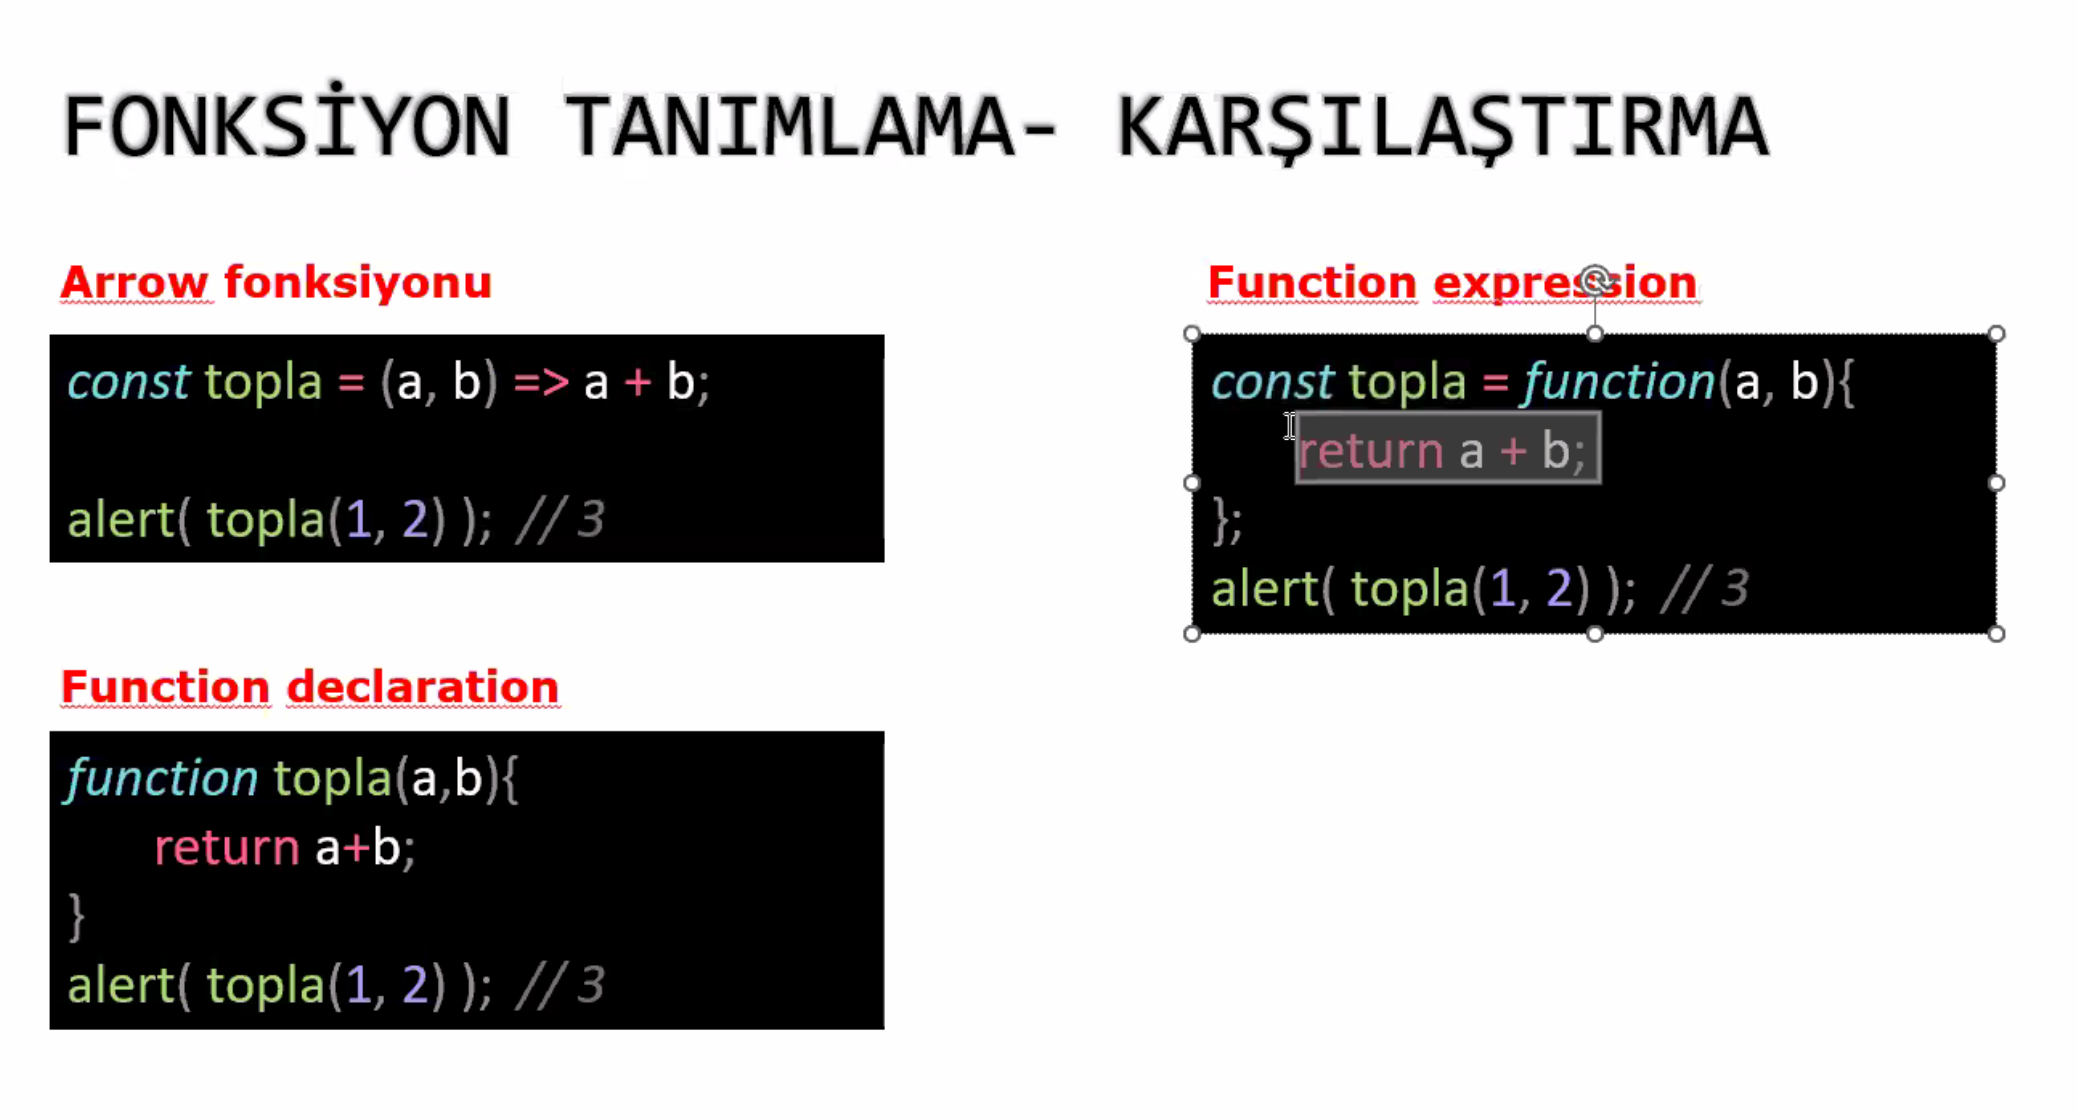 FONKSİYON TANIMLAMA- KARŞILAŞTIRMA
Arrow fonksiyonu
const topla = (a, b) => a + b;
alert( topla(1, 2) ); // 3
Function declaration
function topla(a,b){
return a+b;
}
alert( topla(1, 2) ); // 3
Function expression
const topla = function(a, b){
return a + b;
};
alert( topla(1, 2) ); // 3